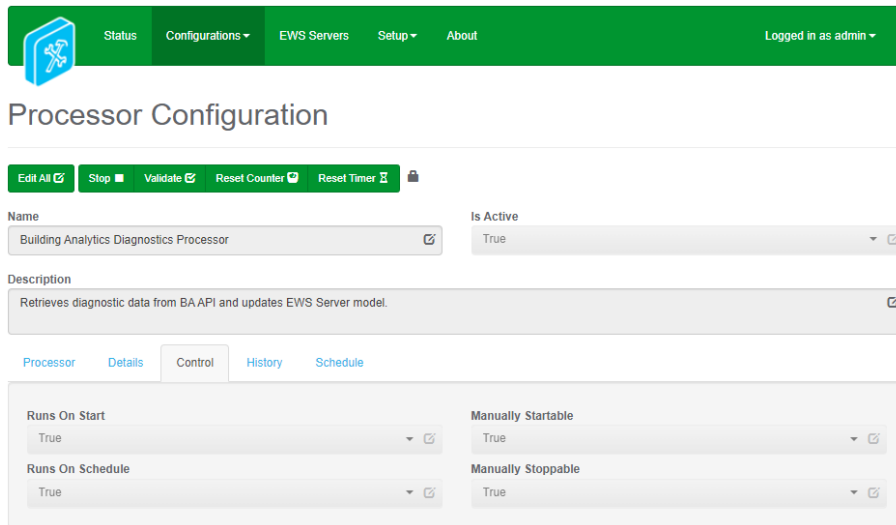 Status Configurations EWS Servers Setup About Logged in as admin
Processor Configuration
Edit All Stop Validate Reset Counter Reset Timer
Name Is Active
Building Analytics Diagnostics Processor True
Description
Retrieves diagnostic data from BA API and updates EWS Server model.
Processor Details Control History Schedule
Runs On Start Manually Startable
True True
Runs On Schedule Manually Stoppable
True True